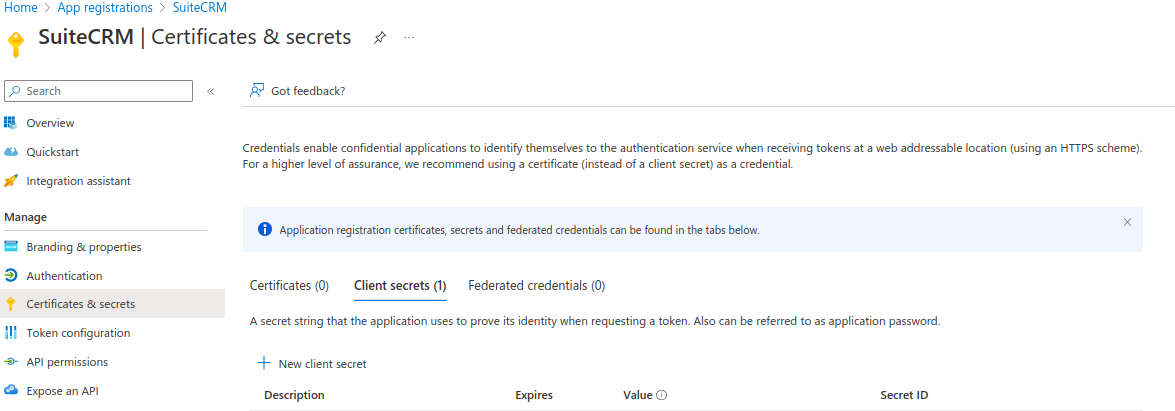 Home > App registrations > SuiteCRM
SuiteCRM | Certificates & secrets
Search
Got feedback?
Overview
Quickstart
Integration assistant
Manage
Branding & properties
Authentication
Certificates & secrets
Token configuration
API permissions
Expose an API
Credentials enable confidential applications to identify themselves to the authentication service when receiving tokens at a web addressable location (using an HTTPS scheme).
For a higher level of assurance, we recommend using a certificate (instead of a client secret) as a credential.
Application registration certificates, secrets and federated credentials can be found in the tabs below.
Certificates (0) Client secrets (1) Federated credentials (0)
A secret string that the application uses to prove its identity when requesting a token. Also can be referred to as application password.
New client secret
Description Expires Value Secret ID